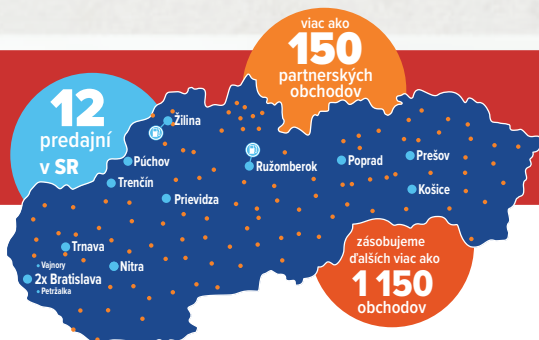 viac ako
150
partnerských
obchodov
12
predajní
v SR
Žilina
Púchov
Ružomberok
Poprad
Prešov
Trenčín
Košice
Prievidza
Trnava
Vajnory
Nitra
2x Bratislava
Petržalka
zásobujeme
ďalších viac ako
1 150
obchodov